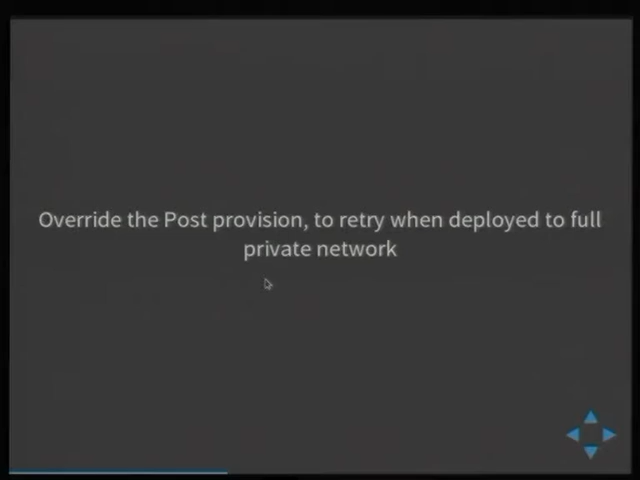 Override the Post provision, to retry when deployed to full
private network